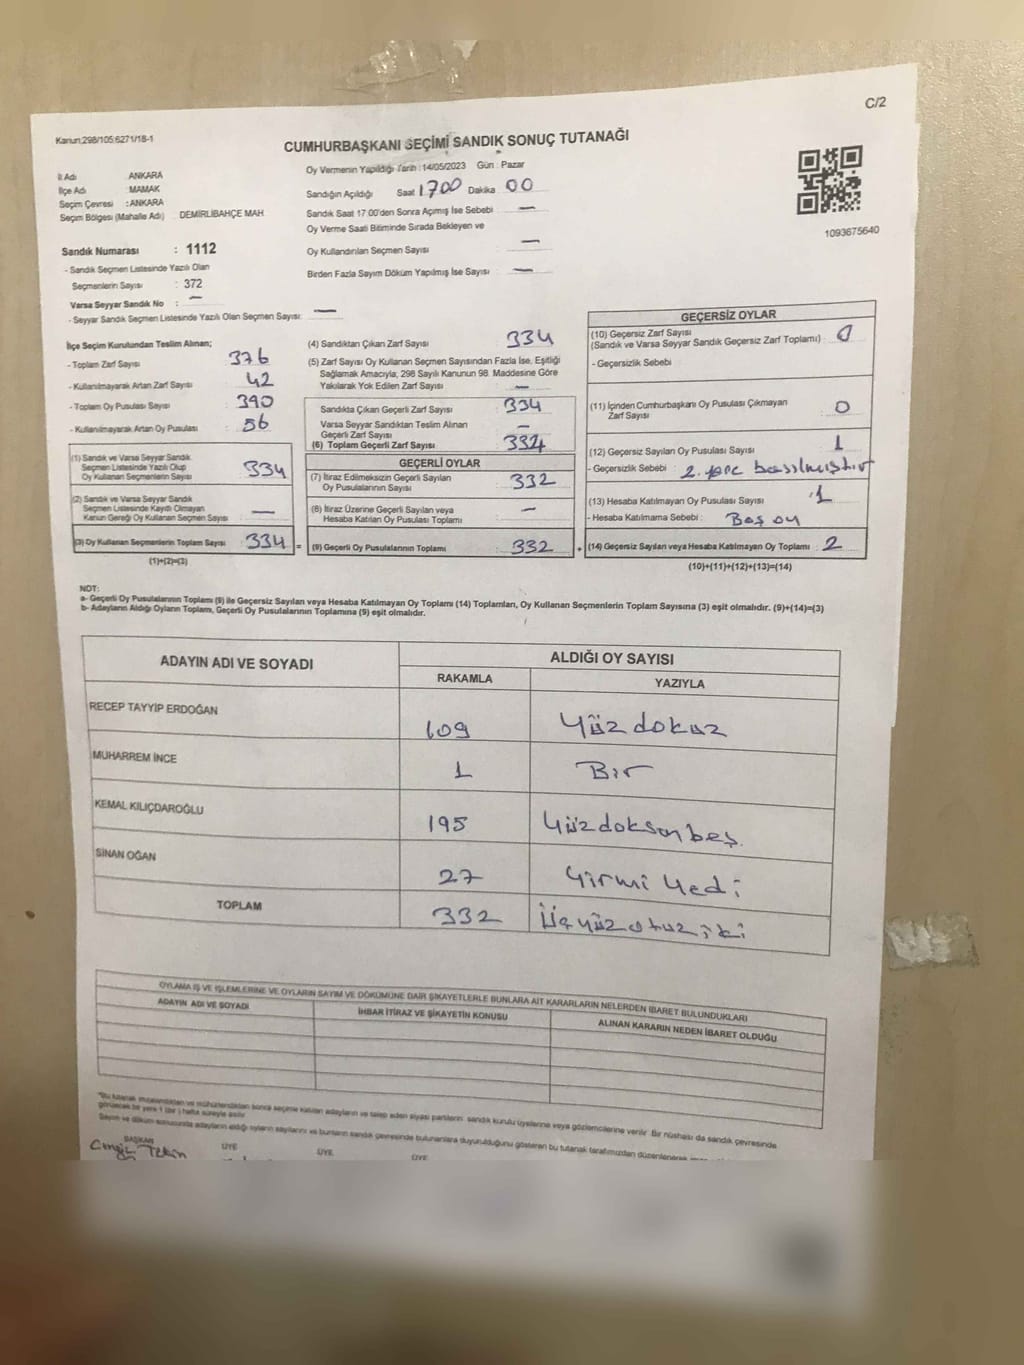 C/2
Kanun:298/105:6271/18-1
CUMHURBAŞKANI SEÇİMİ SANDIK SONUÇ TUTANAĞI
İl Adı ANKARA
İlçe Adı MAMAK
Seçim Çevresi : ANKARA
Seçim Bölgesi (Mahalle Adı) : DEMİRLİBAHÇE MAH
Oy Vermenin Yapıldığı Tarih : 14/05/2023 Gün : Pazar
Sandığın Açıldığı Saat 1700 Dakika 00
Sandık Saat 17.00'den Sonra Açımış İse Sebebi : —
Oy Verme Saati Bitiminde Sırada Bekleyen ve
Oy Kullandırılan Seçmen Sayısı : —
Birden Fazla Sayım Döküm Yapılmış İse Sayısı : —
1093675640
Sandık Numarası : 1112
- Sandık Seçmen Listesinde Yazılı Olan
Seçmenlerin Sayısı : 372
Varsa Seyyar Sandık No : —
- Seyyar Sandık Seçmen Listesinde Yazılı Olan Seçmen Sayısı: —
İlçe Seçim Kurulundan Teslim Alınan;
- Toplam Zarf Sayısı : 376
- Kullanılmayarak Artan Zarf Sayısı : 42
- Toplam Oy Pusulası Sayısı : 390
- Kullanılmayarak Artan Oy Pusulası : 56
(1) Sandık ve Varsa Seyyar Sandık
Seçmen Listesinde Yazılı Olup
Oy Kullanan Seçmenlerin Sayısı : 334
(2) Sandık ve Varsa Seyyar Sandık
Seçmen Listesinde Kayıtlı Olmayan
Kanun Gereği Oy Kullanan Seçmen Sayısı : —
(3) Oy Kullanan Seçmenlerin Toplam Sayısı : 334 =
(1)+(2)=(3)
(4) Sandıktan Çıkan Zarf Sayısı : 334
(5) Zarf Sayısı Oy Kullanan Seçmen Sayısından Fazla İse, Eşitliği
Sağlamak Amacıyla, 298 Sayılı Kanunun 98. Maddesine Göre
Yakılarak Yok Edilen Zarf Sayısı : —
Sandıkta Çıkan Geçerli Zarf Sayısı : 334
Varsa Seyyar Sandıktan Teslim Alınan
Geçerli Zarf Sayısı : —
(6) Toplam Geçerli Zarf Sayısı : 334
GEÇERLİ OYLAR
(7) İtiraz Edilmeksizin Geçerli Sayılan
Oy Pusulalarının Sayısı : 332
(8) İtiraz Üzerine Geçerli Sayılan veya
Hesaba Katılan Oy Pusulası Toplamı : —
(9) Geçerli Oy Pusulalarının Toplamı : 332 +
GEÇERSİZ OYLAR
(10) Geçersiz Zarf Sayısı
(Sandık ve Varsa Seyyar Sandık Geçersiz Zarf Toplamı) : 0
- Geçersizlik Sebebi :
(11) İçinden Cumhurbaşkanı Oy Pusulası Çıkmayan
Zarf Sayısı : 0
(12) Geçersiz Sayılan Oy Pusulası Sayısı : 1
- Geçersizlik Sebebi : 2. basılmıştır
(13) Hesaba Katılmayan Oy Pusulası Sayısı : 1
- Hesaba Katılmama Sebebi : Boş oy
(14) Geçersiz Sayılan veya Hesaba Katılmayan Oy Toplamı : 2
(10)+(11)+(12)+(13)=(14)
NOT:
a- Geçerli Oy Pusulalarının Toplamı (9) ile Geçersiz Sayılan veya Hesaba Katılmayan Oy Toplamı (14) Toplamları, Oy Kullanan Seçmenlerin Toplam Sayısına (3) eşit olmalıdır. (9)+(14)=(3)
b- Adayların Aldığı Oyların Toplamı, Geçerli Oy Pusulalarının Toplamına (9) eşit olmalıdır.
ADAYIN ADI VE SOYADI ALDIĞI OY SAYISI
RAKAMLA YAZIYLA
RECEP TAYYİP ERDOĞAN 109 Yüz dokuz
MUHARREM İNCE 1 Bir
KEMAL KILIÇDAROĞLU 195 Yüz doksan beş.
SİNAN OĞAN 27 Yirmi Yedi
TOPLAM 332 Üç yüz otuz iki
OYLAMA İŞ VE İŞLEMLERİNE VE OYLARIN SAYIM VE DÖKÜMÜNE DAİR ŞİKAYETLERLE BUNLARA AİT KARARLARIN NELERDEN İBARET BULUNDUKLARI
ADAYIN ADI VE SOYADI İHBAR İTİRAZ VE ŞİKAYETİN KONUSU ALINAN KARARIN NEDEN İBARET OLDUĞU
"Bu tutanak imzalandıktan ve mühürlendikten sonra seçime katılan adayların ve talep eden siyasi partilerin sandık kurulu üyelerine veya gözlemcilerine verilir. Bir nüshası da sandık çevresinde
görülecek bir yere 1 (bir) hafta süreyle asılır.
Sayım ve döküm sonucunda adayların aldığı oyların sayılarını ve bunların sandık çevresinde bulunanlara duyurulduğunu gösteren bu tutanak tarafımızdan düzenlenerek
BAŞKAN ÜYE ÜYE ÜYE
Cengiz Tekin